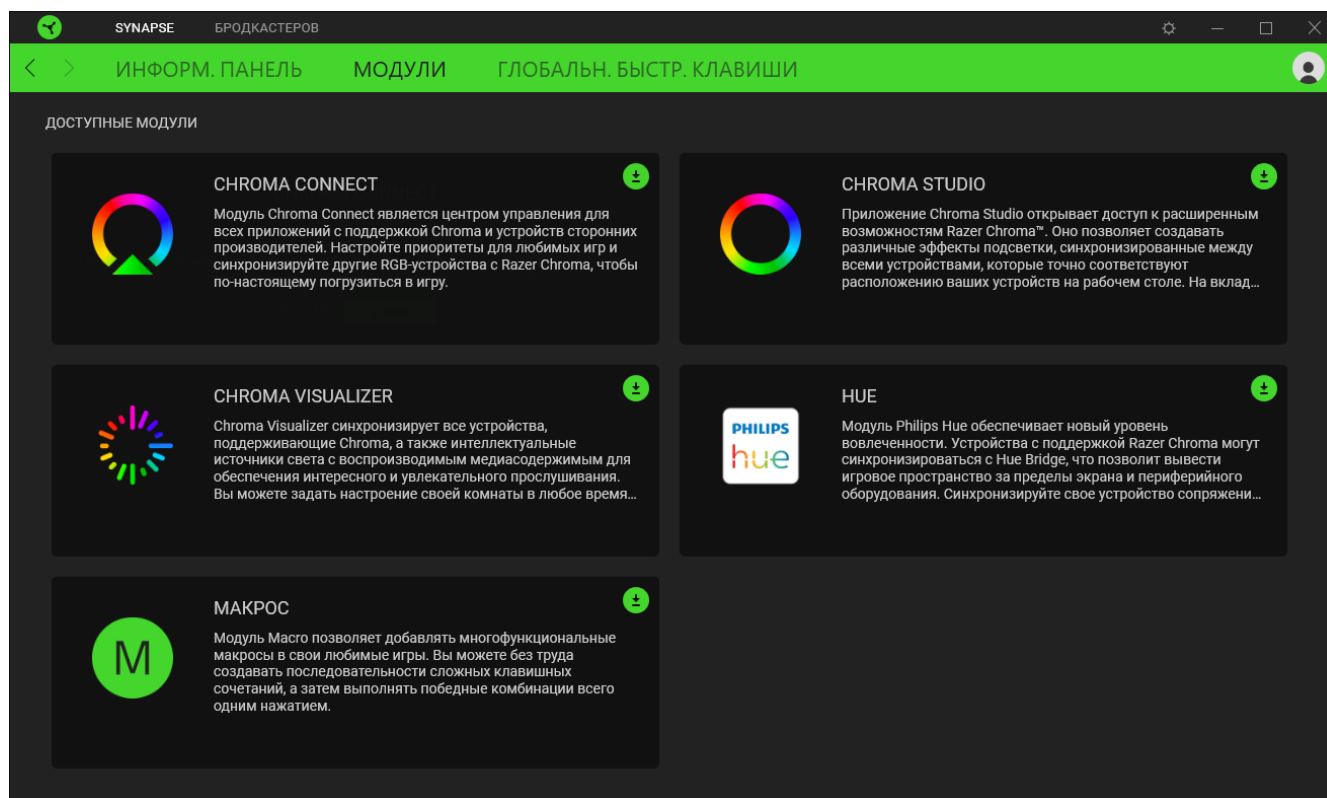 SYNAPSE БРОДКАСТЕРОВ
ИНФОРМ. ПАНЕЛЬ МОДУЛИ ГЛОБАЛЬН. БЫСТР. КЛАВИШИ
ДОСТУПНЫЕ МОДУЛИ
CHROMA CONNECT
Модуль Chroma Connect является центром управления для
всех приложений с поддержкой Chroma и устройств сторонних
производителей. Настройте приоритеты для любимых игр и
синхронизируйте другие RGB-устройства с Razer Chroma, чтобы
по-настоящему погрузиться в игру.
CHROMA STUDIO
Приложение Chroma Studio открывает доступ к расширенным
возможностям Razer Chroma™. Оно позволяет создавать
различные эффекты подсветки, синхронизированные между
всеми устройствами, которые точно соответствуют
расположению ваших устройств на рабочем столе. На вклад...
CHROMA VISUALIZER
Chroma Visualizer синхронизирует все устройства,
поддерживающие Chroma, а также интеллектуальные
источники света с воспроизводимым медиасодержимым для
обеспечения интересного и увлекательного прослушивания.
Вы можете задать настроение своей комнаты в любое время...
PHILIPS
hue
HUE
Модуль Philips Hue обеспечивает новый уровень
вовлеченности. Устройства с поддержкой Razer Chroma могут
синхронизироваться с Hue Bridge, что позволит вывести
игровое пространство за пределы экрана и периферийного
оборудования. Синхронизируйте свое устройство сопряжени...
M
МАКРОС
Модуль Macro позволяет добавлять многофункциональные
макросы в свои любимые игры. Вы можете без труда
создавать последовательности сложных клавишных
сочетаний, а затем выполнять победные комбинации всего
одним нажатием.